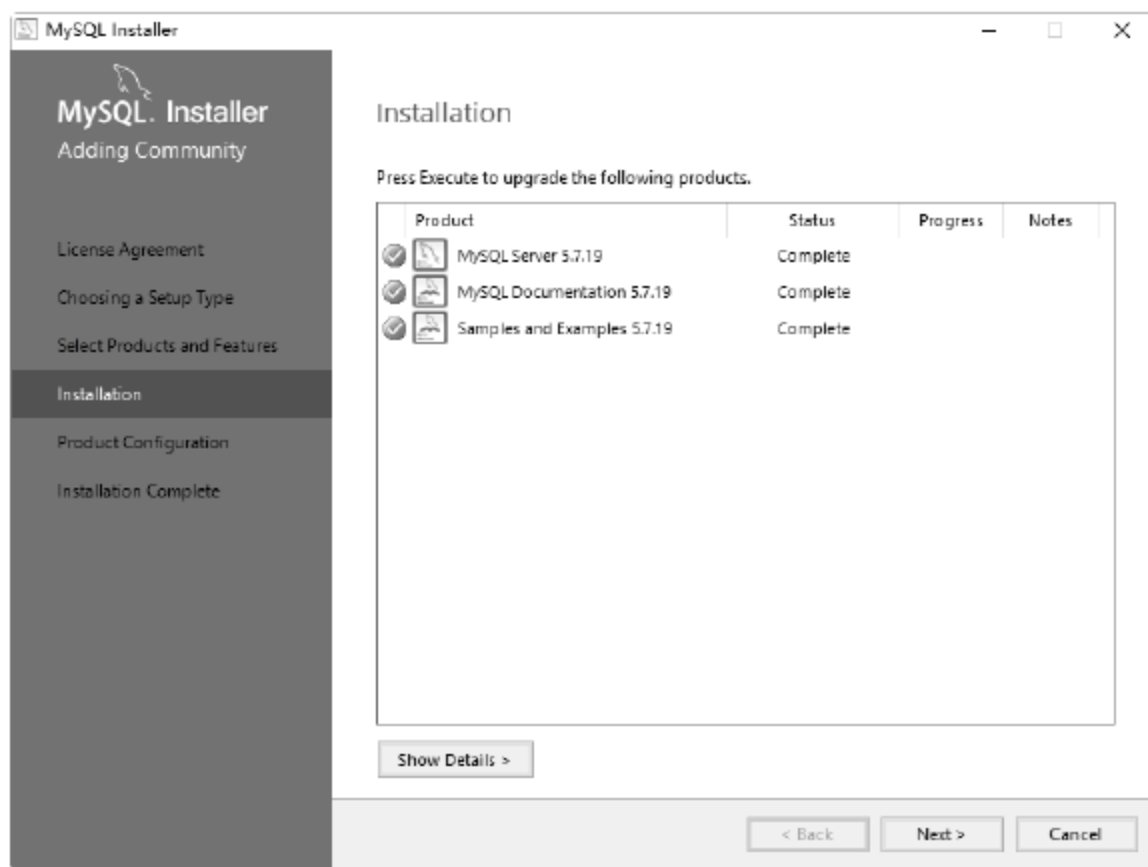 MySQL Installer
MySQL. Installer
Adding Community
License Agreement
Choosing a Setup Type
Select Products and Features
Installation
Product Configuration
Installation Complete
Installation
Press Execute to upgrade the following products.
Product Status Progress Notes
MySQL Server 5.7.19 Complete
MySQL Documentation 5.7.19 Complete
Samples and Examples 5.7.19 Complete
Show Details >
< Back Next > Cancel